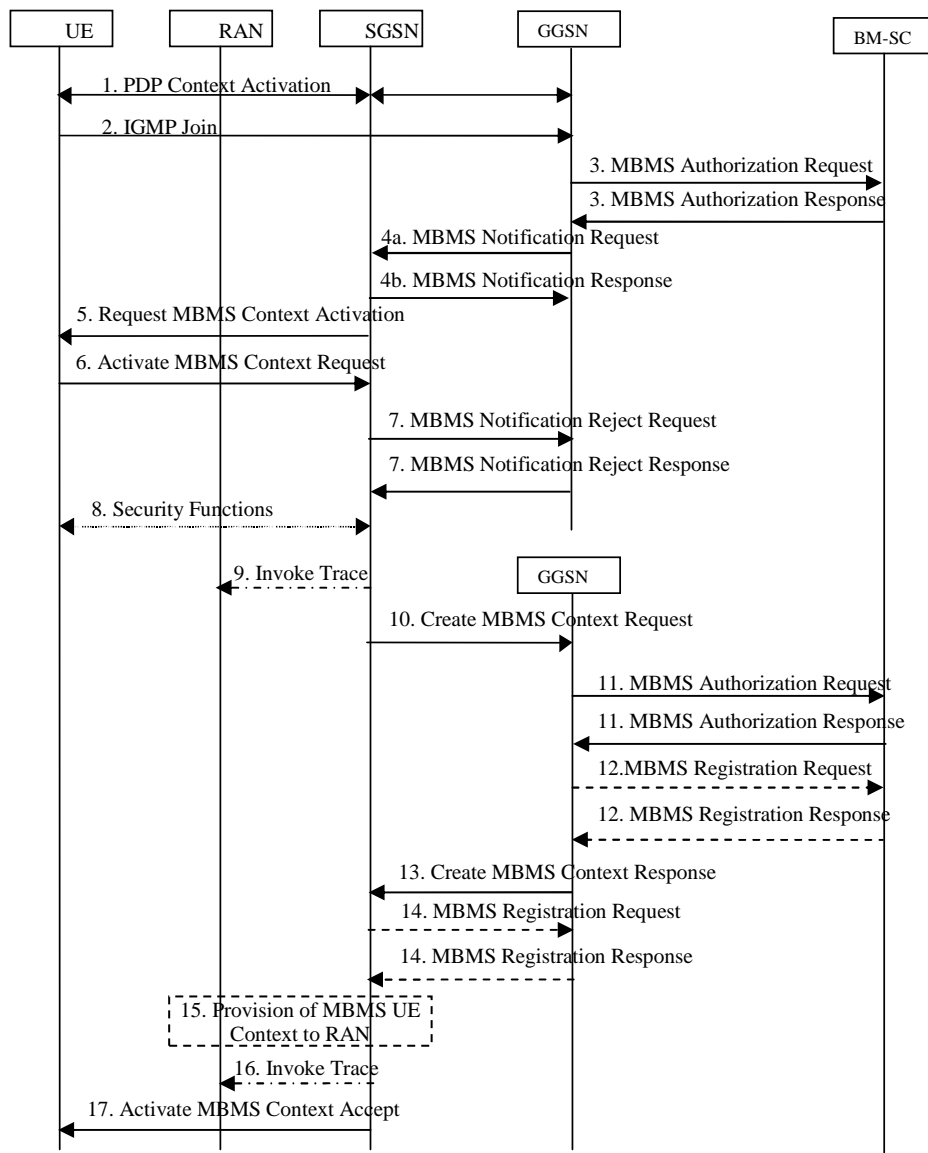 UE
RAN
SGSN
GGSN
BM-SC
1. PDP Context Activation
2. IGMP Join
3. MBMS Authorization Request
3. MBMS Authorization Response
4a. MBMS Notification Request
4b. MBMS Notification Response
5. Request MBMS Context Activation
6. Activate MBMS Context Request
7. MBMS Notification Reject Request
7. MBMS Notification Reject Response
8. Security Functions
9. Invoke Trace
GGSN
10. Create MBMS Context Request
11. MBMS Authorization Request
11. MBMS Authorization Response
12.MBMS Registration Request
12. MBMS Registration Response
13. Create MBMS Context Response
14. MBMS Registration Request
14. MBMS Registration Response
15. Provision of MBMS UE
Context to RAN
16. Invoke Trace
17. Activate MBMS Context Accept